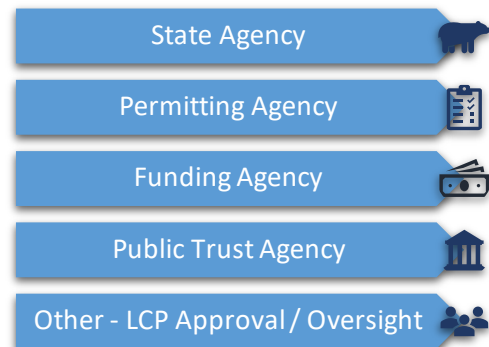 State Agency
Permitting Agency
Funding Agency
Public Trust Agency
Other - LCP Approval / Oversight